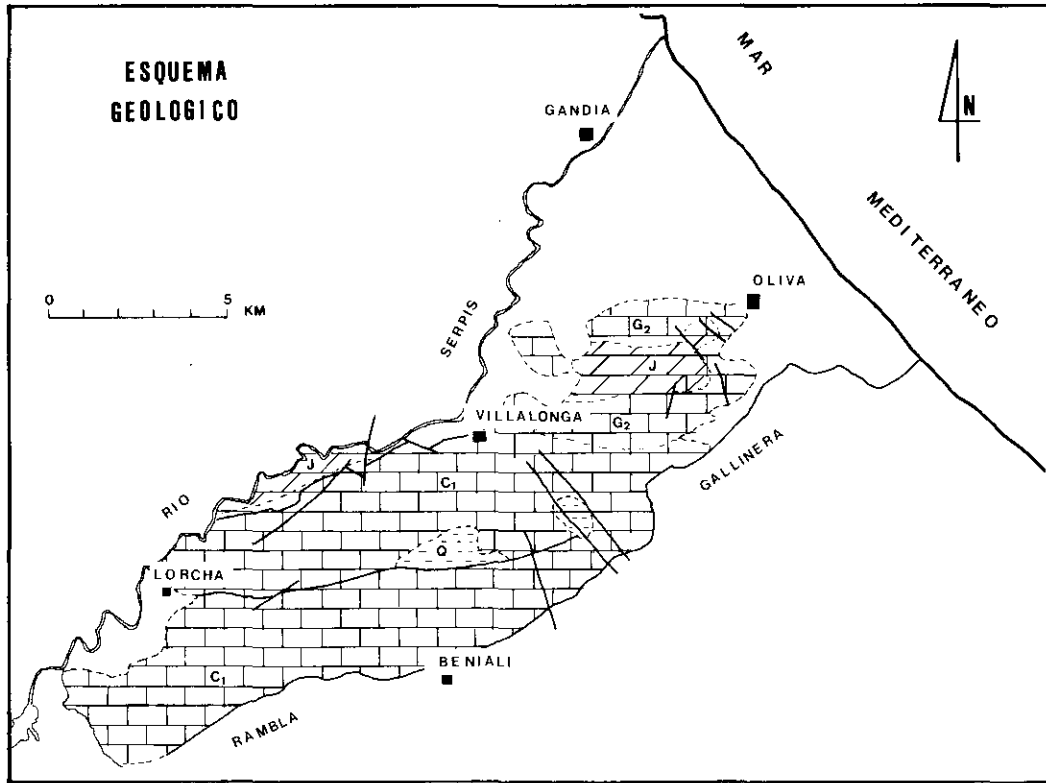 ESQUEMA
GEOLOGICO
MAR
MEDITERRANEO
N
GANDIA
OLIVA
0 5 KM
SERPIS
G₂
J
VILLALONGA
G₂
GALLINERA
J
C₁
RIO
Q
LORCHA
BENIALI
C₁
RAMBLA